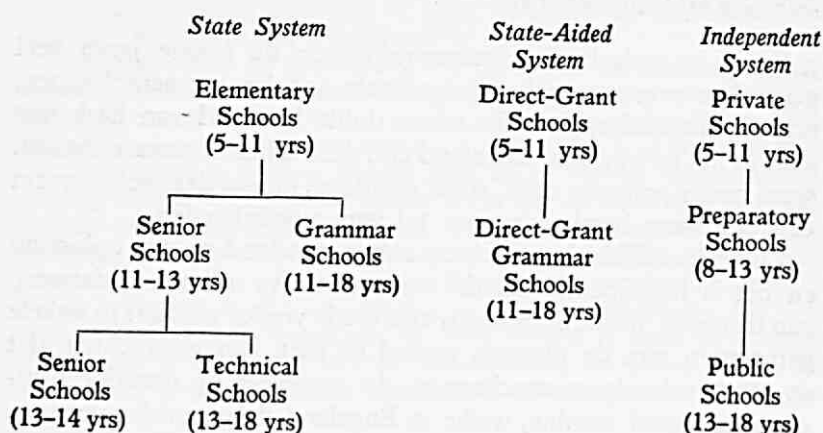 State System
Elementary
Schools
(5–11 yrs)
Senior
Schools
(11–13 yrs)
Grammar
Schools
(11–18 yrs)
Senior
Schools
(13–14 yrs)
Technical
Schools
(13–18 yrs)
State-Aided
System
Direct-Grant
Schools
(5–11 yrs)
Direct-Grant
Grammar
Schools
(11–18 yrs)
Independent
System
Private
Schools
(5–11 yrs)
Preparatory
Schools
(8–13 yrs)
Public
Schools
(13–18 yrs)